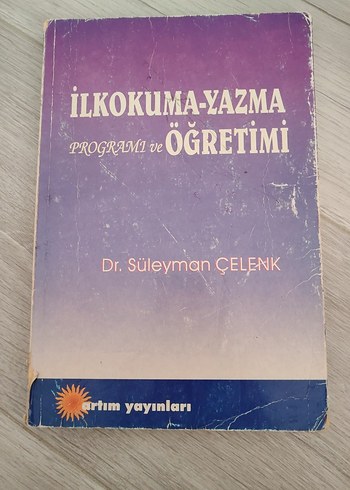 İLKOKUMA-YAZMA
PROGRAMI ve ÖĞRETİMİ
Dr. Süleyman ÇELENK
artım yayınları